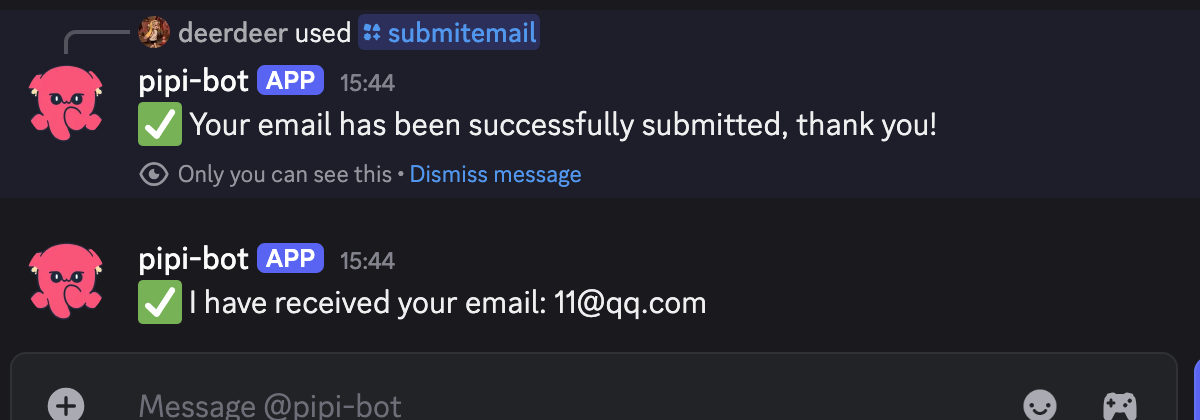 deerdeer used submitemail
pipi-bot APP 15:44
✅ Your email has been successfully submitted, thank you!
Only you can see this • Dismiss message
pipi-bot APP 15:44
✅ I have received your email: 11@qq.com
Message @pipi-bot